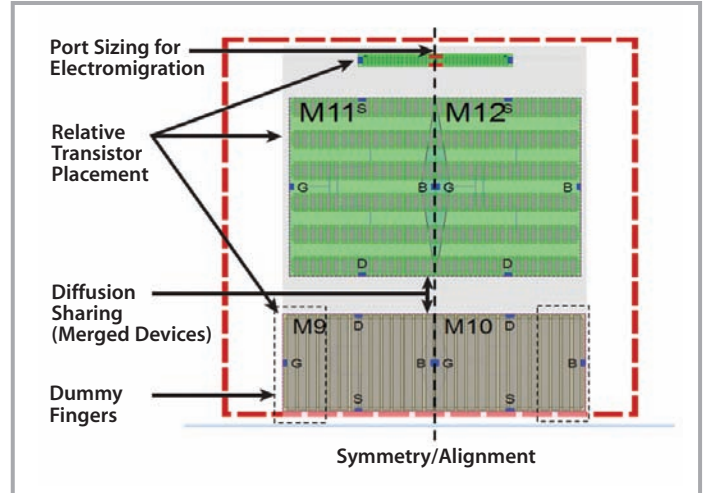 Port Sizing for
Electromigration
S
S
M11
M12
Relative
Transistor
Placement
G
B
G
B
D
D
Diffusion
Sharing
(Merged Devices)
M9
M10
D
D
G
B
G
B
Dummy
Fingers
S
S
Symmetry/Alignment